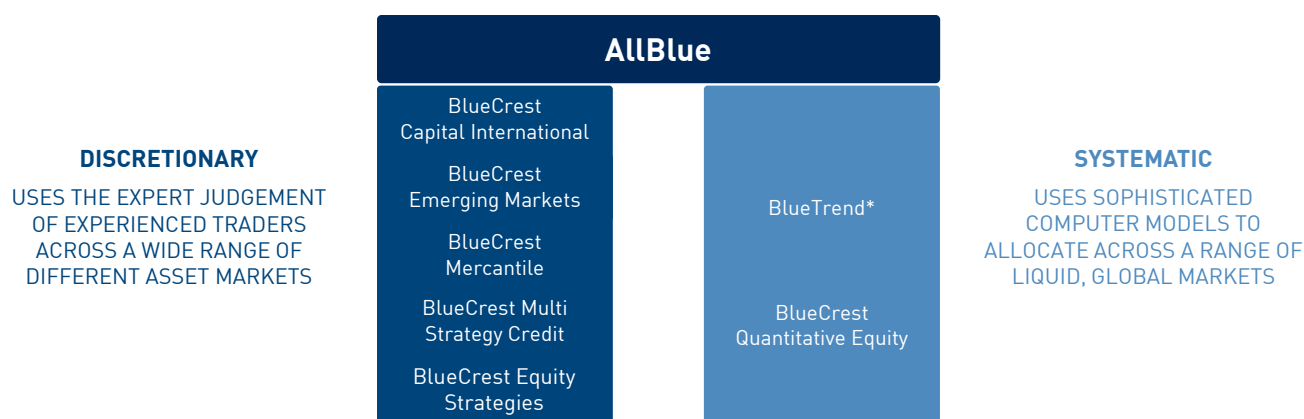 AllBlue
DISCRETIONARY
USES THE EXPERT JUDGEMENT
OF EXPERIENCED TRADERS
ACROSS A WIDE RANGE OF
DIFFERENT ASSET MARKETS
BlueCrest
Capital International
BlueCrest
Emerging Markets
BlueCrest
Mercantile
BlueCrest Multi
Strategy Credit
BlueCrest Equity
Strategies
BlueTrend*
BlueCrest
Quantitative Equity
SYSTEMATIC
USES SOPHISTICATED
COMPUTER MODELS TO
ALLOCATE ACROSS A RANGE OF
LIQUID, GLOBAL MARKETS